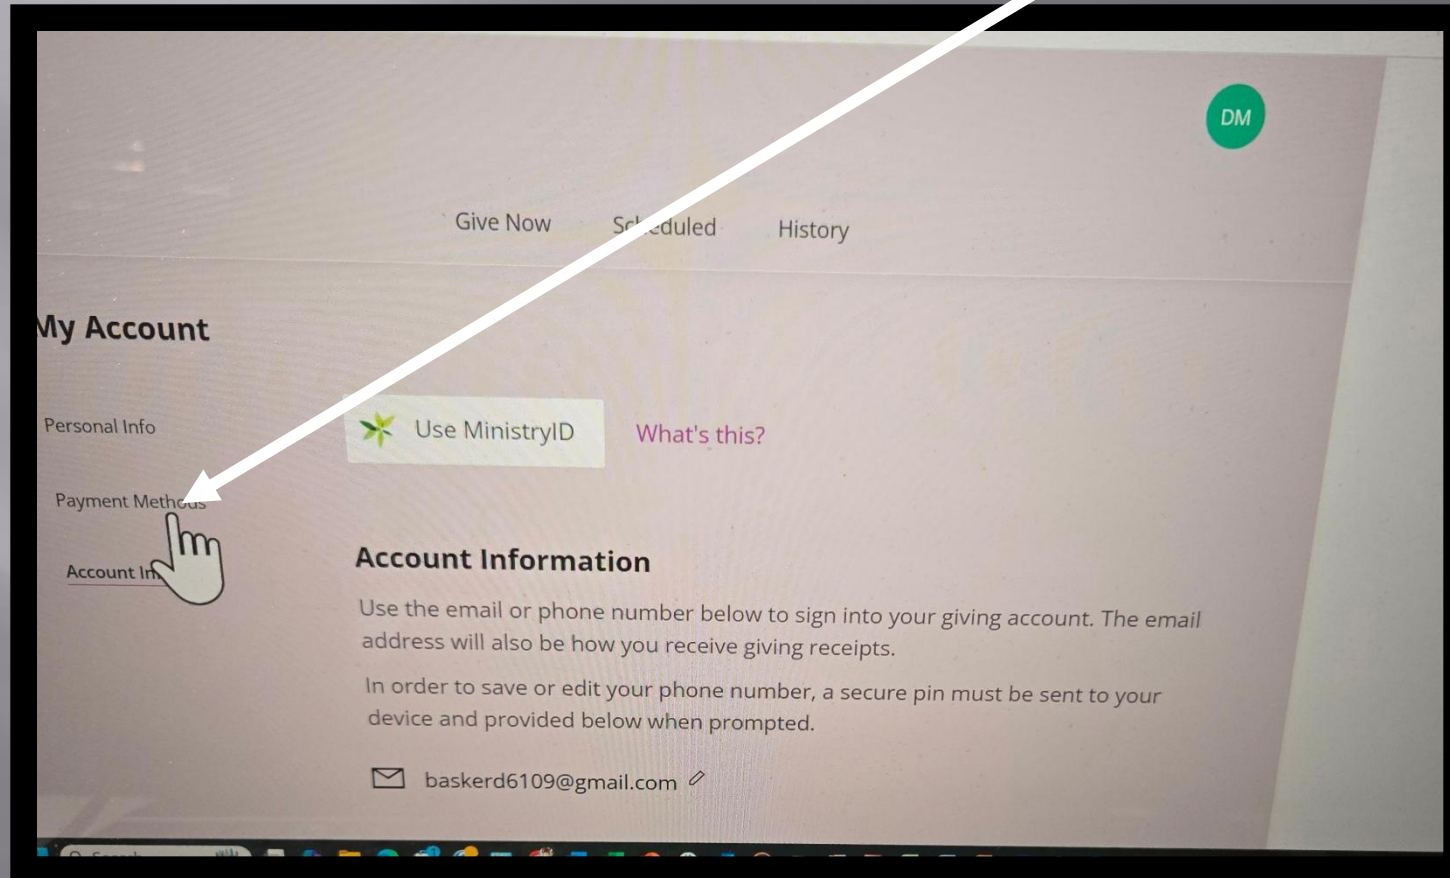 DM
Give Now Scheduled History
My Account
Personal Info
Use MinistryID What's this?
Payment Methods
Account
Account Information
Use the email or phone number below to sign into your giving account. The email
address will also be how you receive giving receipts.
In order to save or edit your phone number, a secure pin must be sent to your
device and provided below when prompted.
baskerd6109@gmail.com